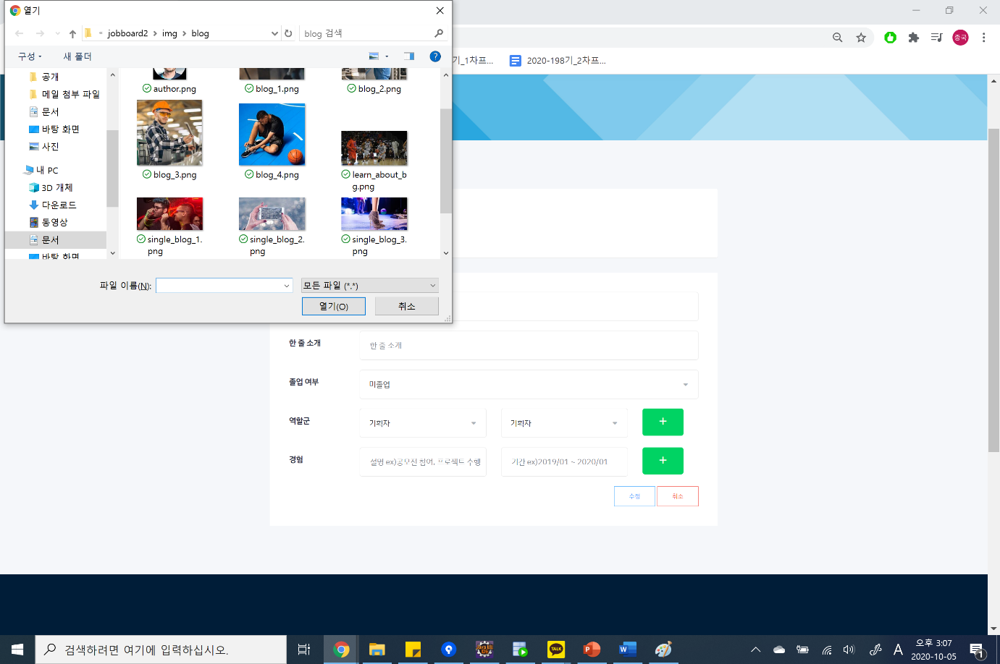 열기
« jobboard2 > img > blog
blog 검색
구성
새 폴더
?
종국
기_1차프...
2020-198기_2차프...
공개
메일 첨부 파일
문서
바탕 화면
사진
내 PC
3D 개체
다운로드
동영상
문서
바탕 화면
author.png
blog_1.png
blog_2.png
blog_3.png
blog_4.png
learn_about_b
g.png
single_blog_1.
png
single_blog_2.
png
single_blog_3.
png
파일 이름(N):
모든 파일 (*.*)
열기(O)
취소
한 줄 소개
한 줄 소개
졸업 여부
미졸업
역할군
기획자
기획자
+
경험
설명 ex)공모전 참여, 프로젝트 수행
기간 ex)2019/01 ~ 2020/01
+
수정
취소
검색하려면 여기에 입력하십시오.
TALK
P
W
A
오후 3:07
2020-10-05
1